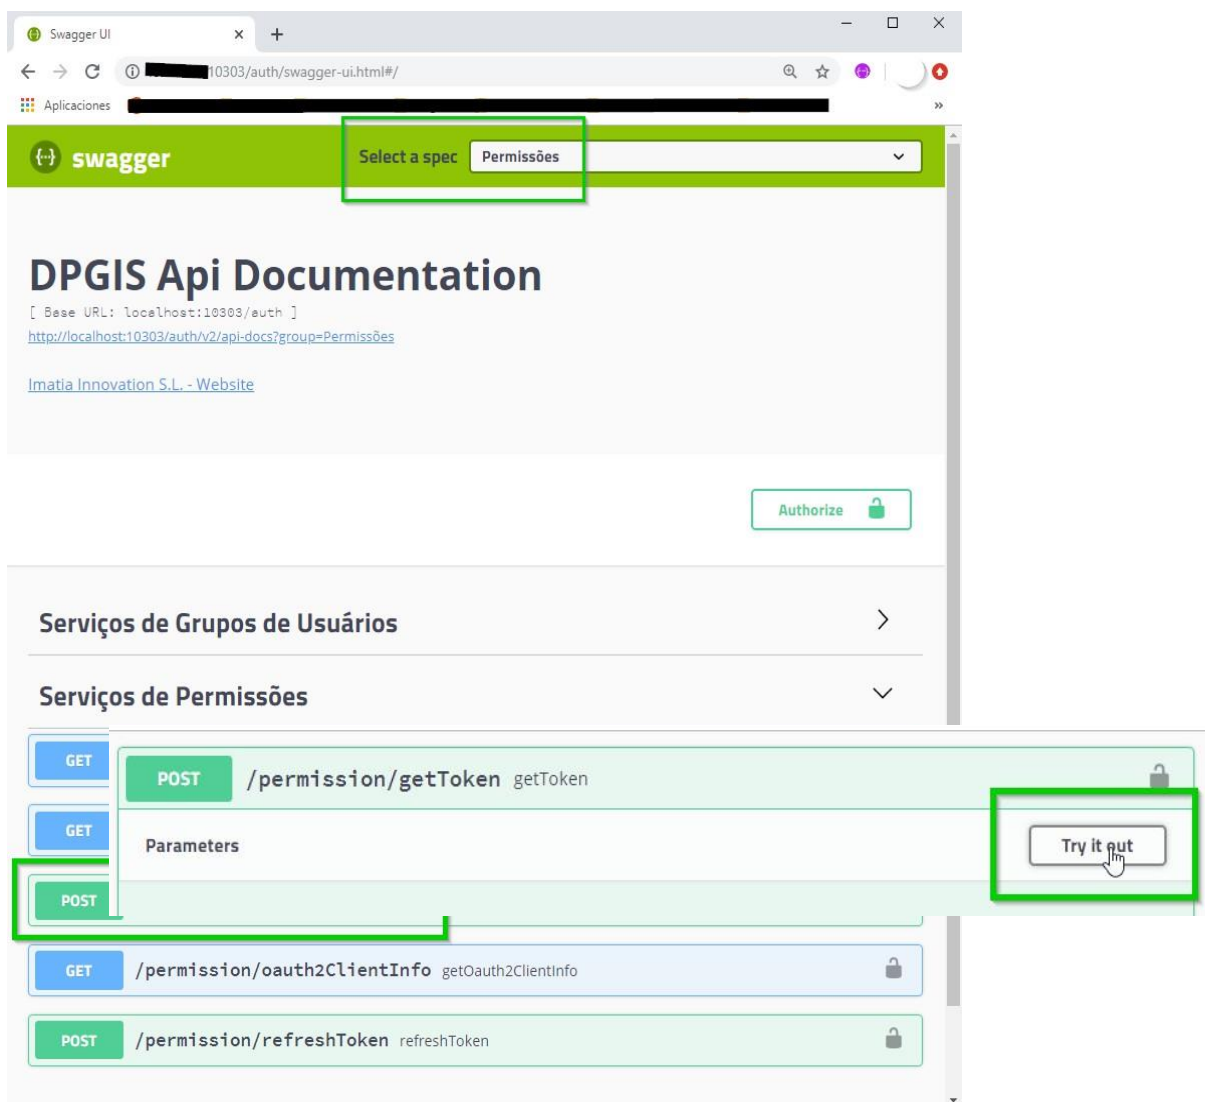 Swagger UI
10303/auth/swagger-ui.html#/
Aplicaciones
swagger
Select a spec
Permissões
DPGIS Api Documentation
[ Base URL: localhost:10303/auth ]
http://localhost:10303/auth/v2/api-docs?group=Permissões
Imatia Innovation S.L. - Website
Authorize
Serviços de Grupos de Usuários
Serviços de Permissões
GET
POST /permission/getToken getToken
GET
Parameters
Try it out
POST
GET /permission/oauth2ClientInfo getOauth2ClientInfo
POST /permission/refreshToken refreshToken